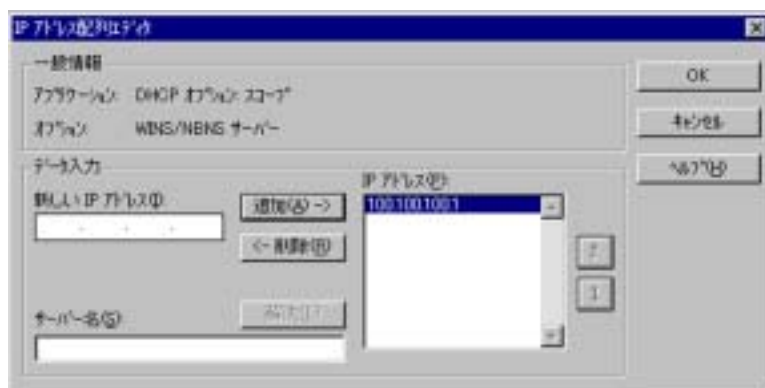 IP アドレス配列エディタ
一般情報
アプリケーション: DHCP オプション: スコープ
オプション: WINS/NBNS サーバー
データ入力
新しい IP アドレス(I)
追加(A) ->
<- 削除(R)
サーバー名(S)
IP アドレス(P):
100.100.100.1
OK
キャンセル
ヘルプ(H)